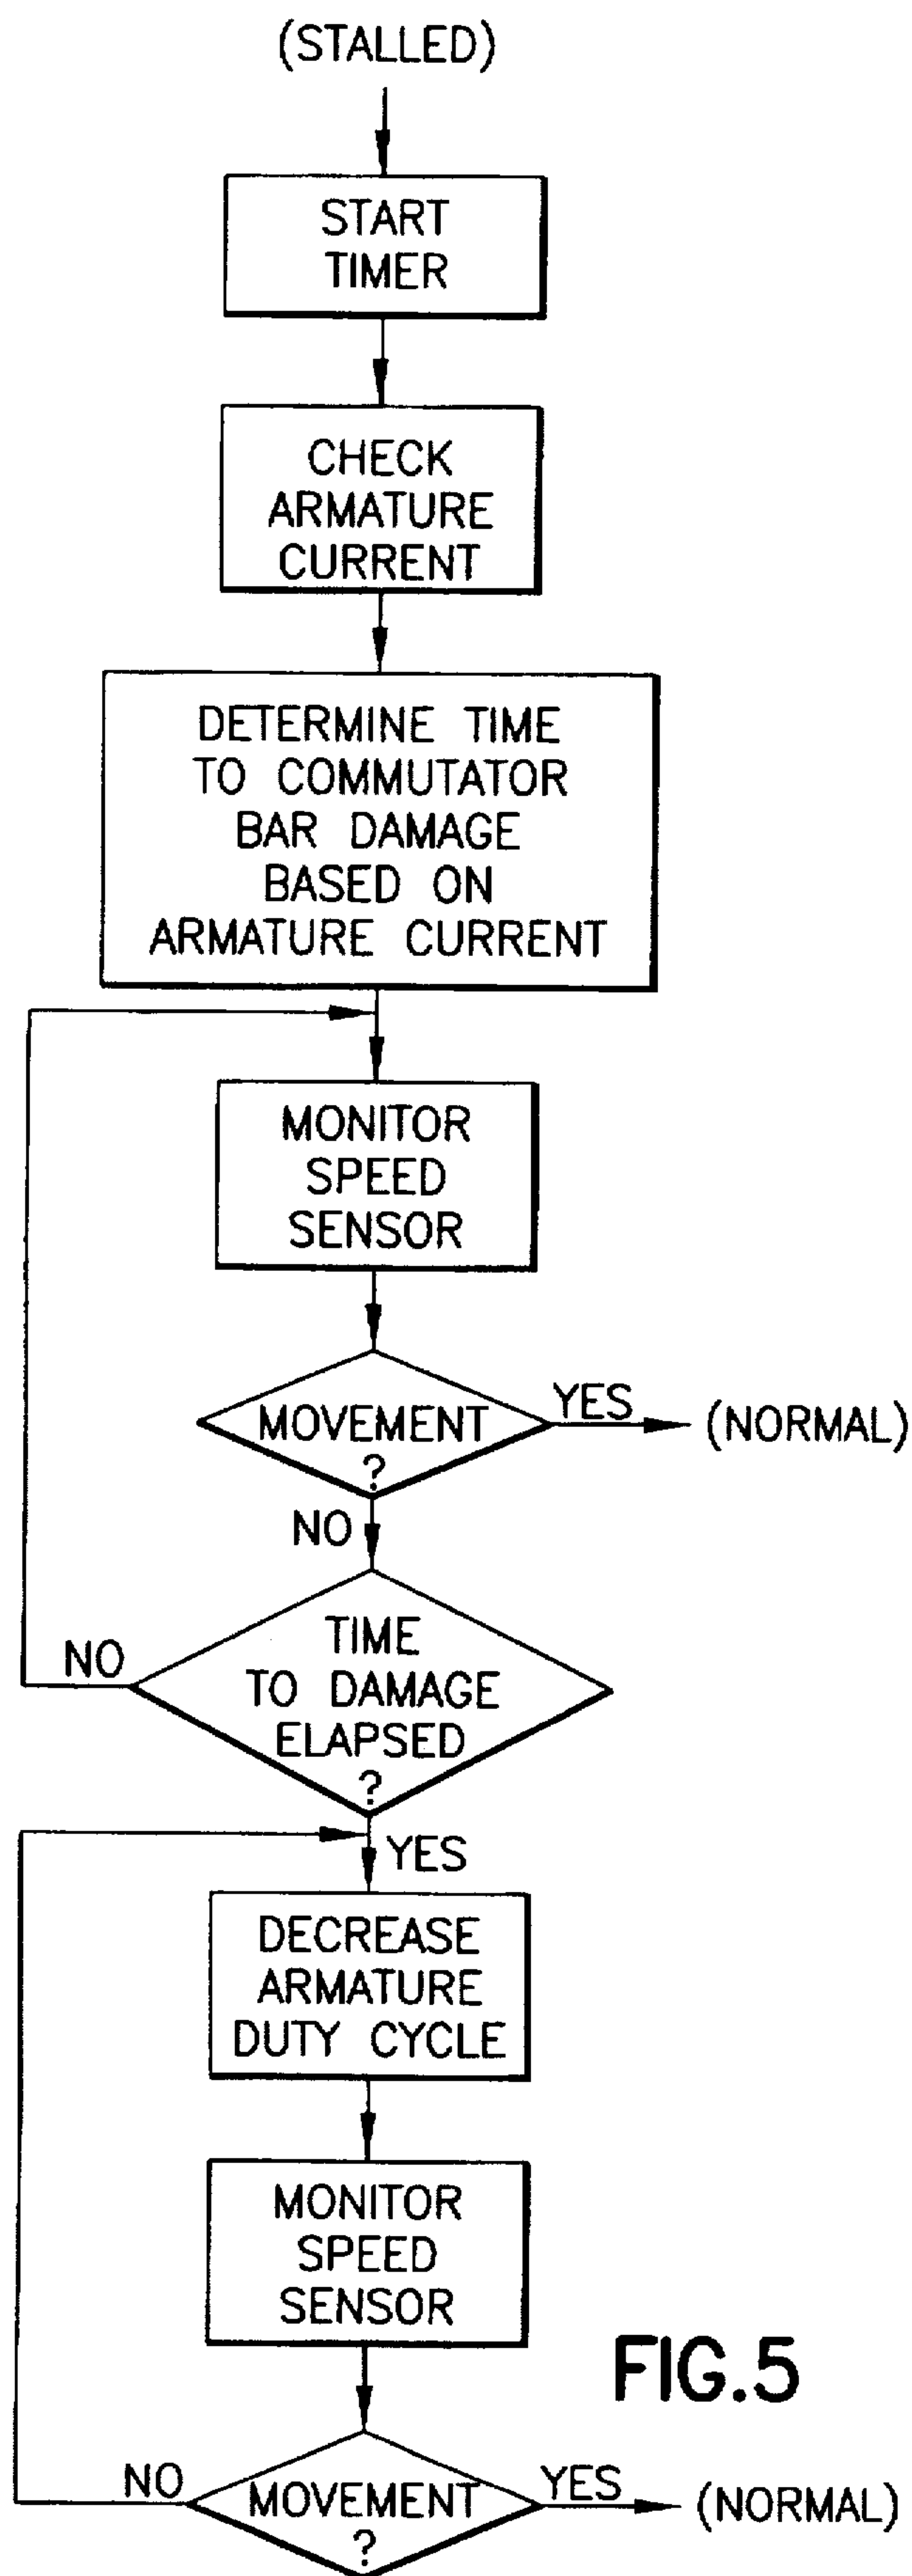 (STALLED)
START
TIMER
CHECK
ARMATURE
CURRENT
DETERMINE TIME
TO COMMUTATOR
BAR DAMAGE
BASED ON
ARMATURE CURRENT
MONITOR
SPEED
SENSOR
MOVEMENT
?
YES
(NORMAL)
NO
TIME
TO DAMAGE
ELAPSED
?
NO
YES
DECREASE
ARMATURE
DUTY CYCLE
MONITOR
SPEED
SENSOR
FIG.5
NO
MOVEMENT
?
YES
(NORMAL)